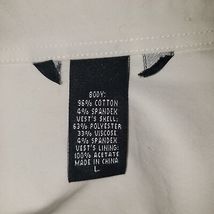 BODY:
96% COTTON
4% SPANDEX
VEST'S SHELL:
63% POLYESTER
33% VISCOSE
4% SPANDEX
VEST'S LINING:
100% ACETATE
MADE IN CHINA
L